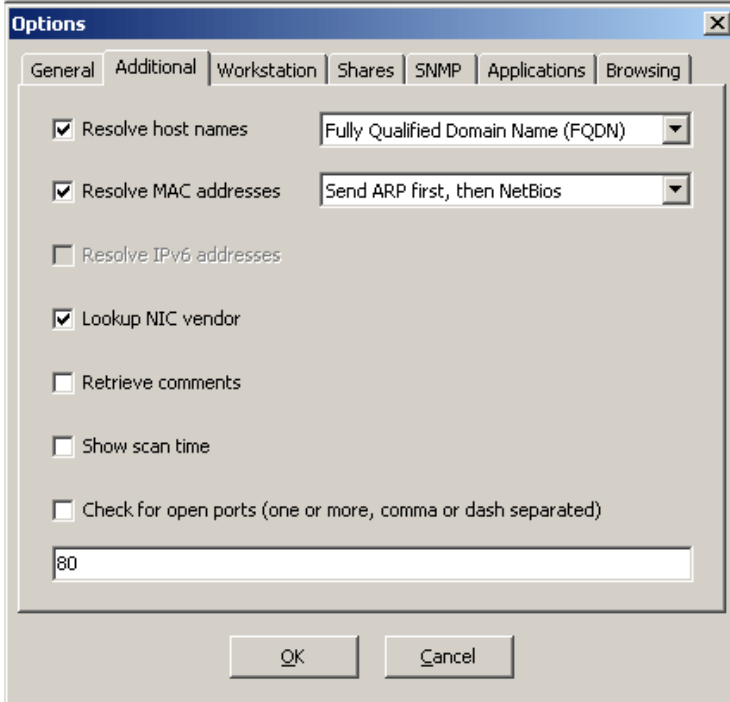 Options
General Additional Workstation Shares SNMP Applications Browsing
Resolve host names Fully Qualified Domain Name (FQDN)
Resolve MAC addresses Send ARP first, then NetBios
Resolve IPv6 addresses
Lookup NIC vendor
Retrieve comments
Show scan time
Check for open ports (one or more, comma or dash separated)
80
OK Cancel